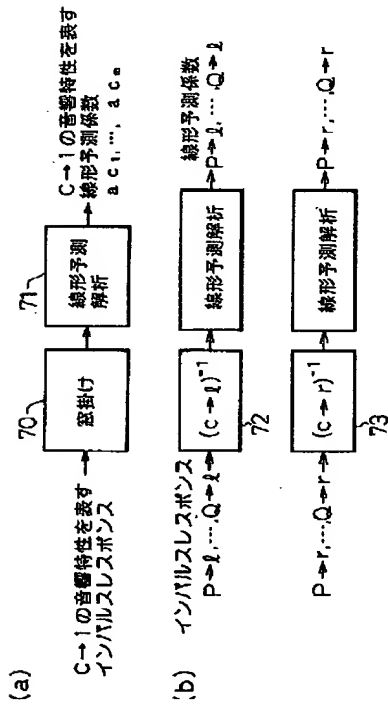 (a)
C→1の音響特性を表す
インパルスレスポンス
70
窓掛け
71
線形予測
解析
C→1の音響特性を表す
線形予測係数
ac₁,…, acₘ
(b)
インパルスレスポンス
P→ℓ,…,Q→ℓ
(c→ℓ)⁻¹
72
線形予測解析
線形予測係数
P→ℓ,…,Q→ℓ
P→r,…,Q→r
(c→r)⁻¹
73
線形予測解析
P→r,…,Q→r